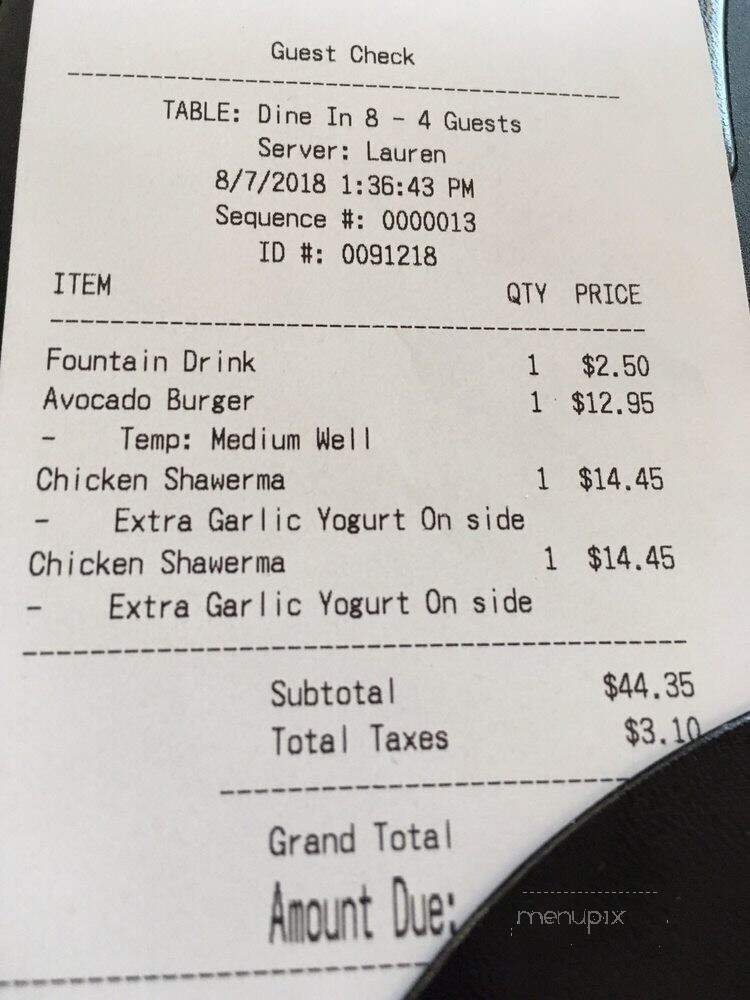 Guest Check
TABLE: Dine In 8 - 4 Guests
Server: Lauren
8/7/2018 1:36:43 PM
Sequence #: 0000013
ID #: 0091218
ITEM QTY PRICE
Fountain Drink 1 $2.50
Avocado Burger 1 $12.95
- Temp: Medium Well
Chicken Shawerma 1 $14.45
- Extra Garlic Yogurt On side
Chicken Shawerma 1 $14.45
- Extra Garlic Yogurt On side
Subtotal $44.35
Total Taxes $3.10
Grand Total
Amount Due:
menupix